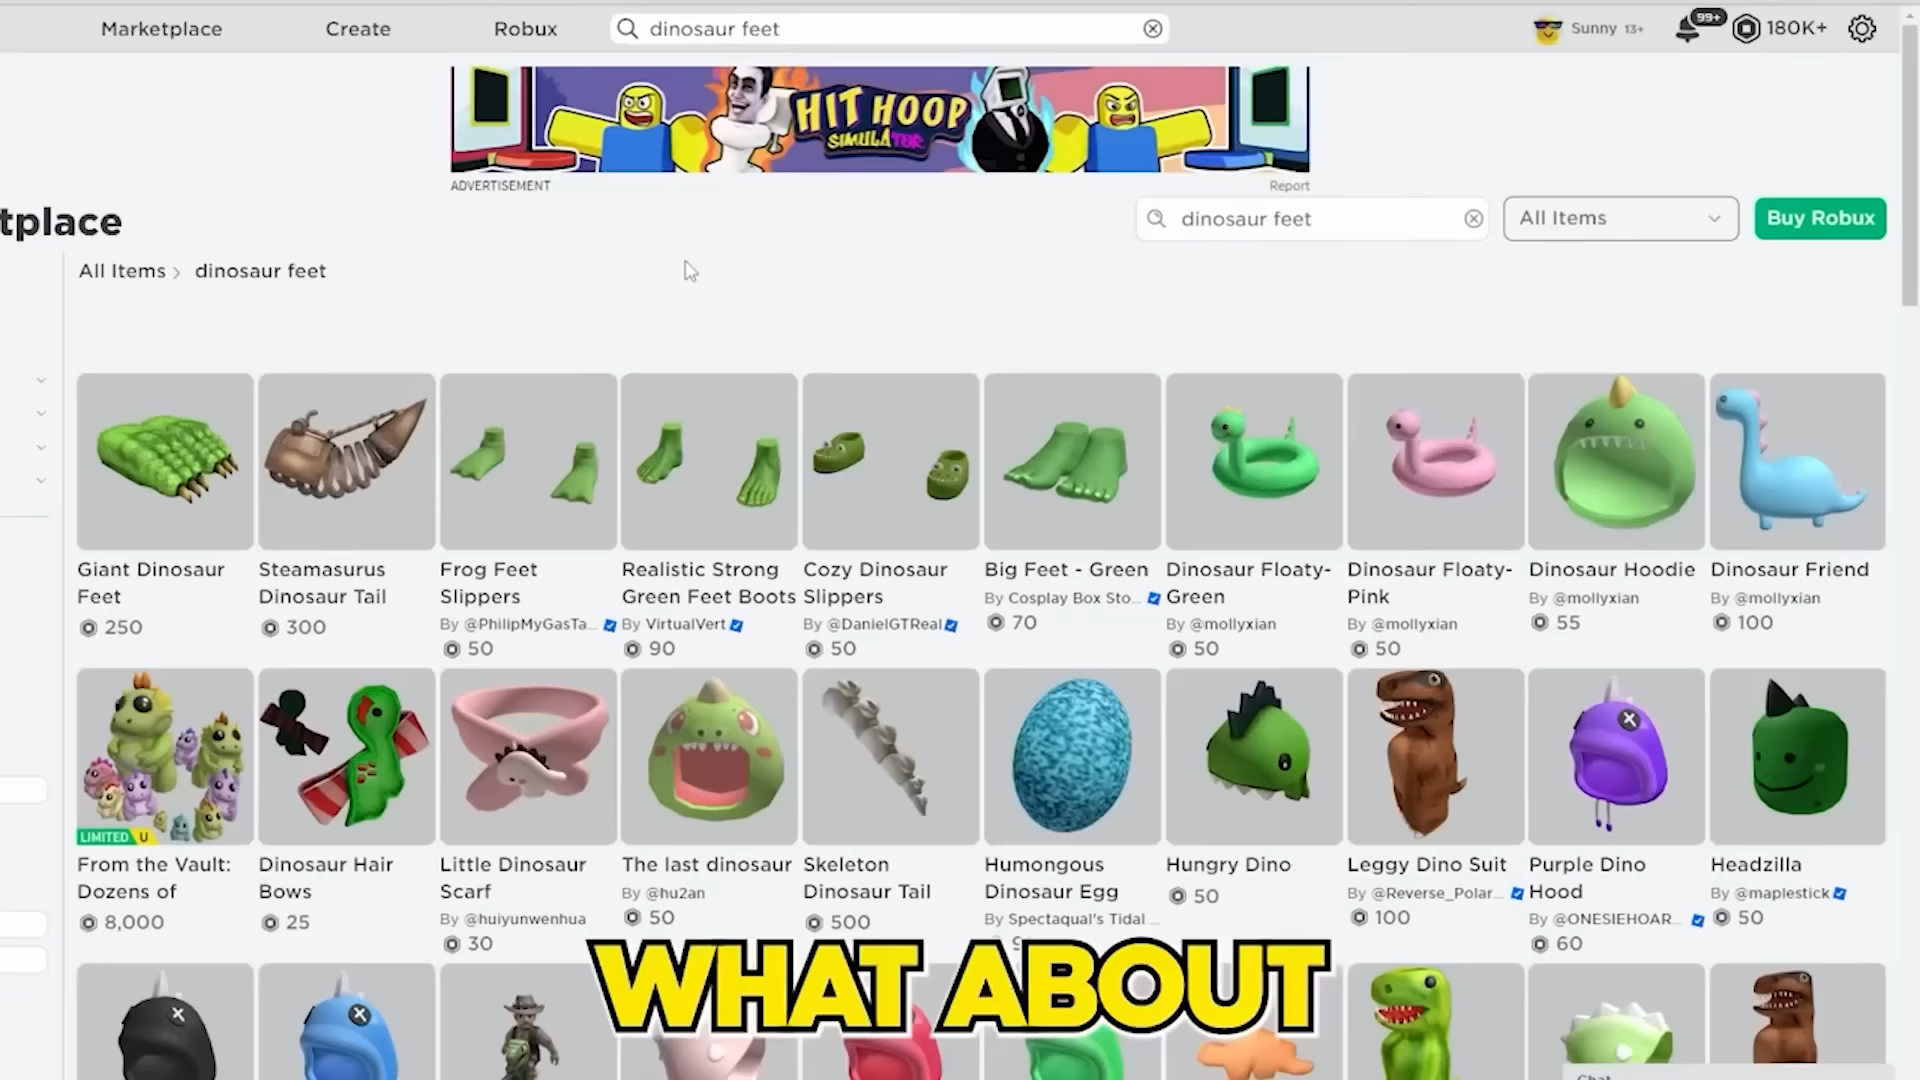 Marketplace
Create
Robux
dinosaur feet
Sunny 13+
99+
180K+
HIT HOOP
SIMULATOR
ADVERTISEMENT
Report
tplace
dinosaur feet
All Items
Buy Robux
All Items > dinosaur feet
Giant Dinosaur
Feet
250
Steamasurus
Dinosaur Tail
300
Frog Feet
Slippers
By @PhilipMyGasTa...
50
Realistic Strong
Green Feet Boots
By VirtualVert
90
Cozy Dinosaur
Slippers
By @DanielGTReal
50
Big Feet - Green
By Cosplay Box Sto...
70
Dinosaur Floaty-
Green
By @mollyxian
50
Dinosaur Floaty-
Pink
By @mollyxian
50
Dinosaur Hoodie
By @mollyxian
55
Dinosaur Friend
By @mollyxian
100
LIMITED U
From the Vault:
Dozens of
8,000
Dinosaur Hair
Bows
25
Little Dinosaur
Scarf
By @huiyunwenhua
30
The last dinosaur
By @hu2an
50
Skeleton
Dinosaur Tail
500
Humongous
Dinosaur Egg
By Spectaqual's Tidal ...
Hungry Dino
50
Leggy Dino Suit
By @Reverse_Polar...
100
Purple Dino
Hood
By @ONESIEHOAR...
60
Headzilla
By @maplestick
50
WHAT ABOUT